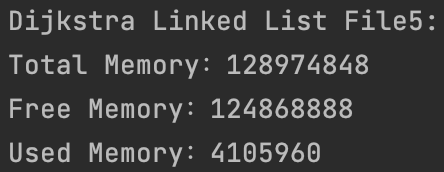 Dijkstra Linked List File5:
Total Memory: 128974848
Free Memory: 124868888
Used Memory: 4105960